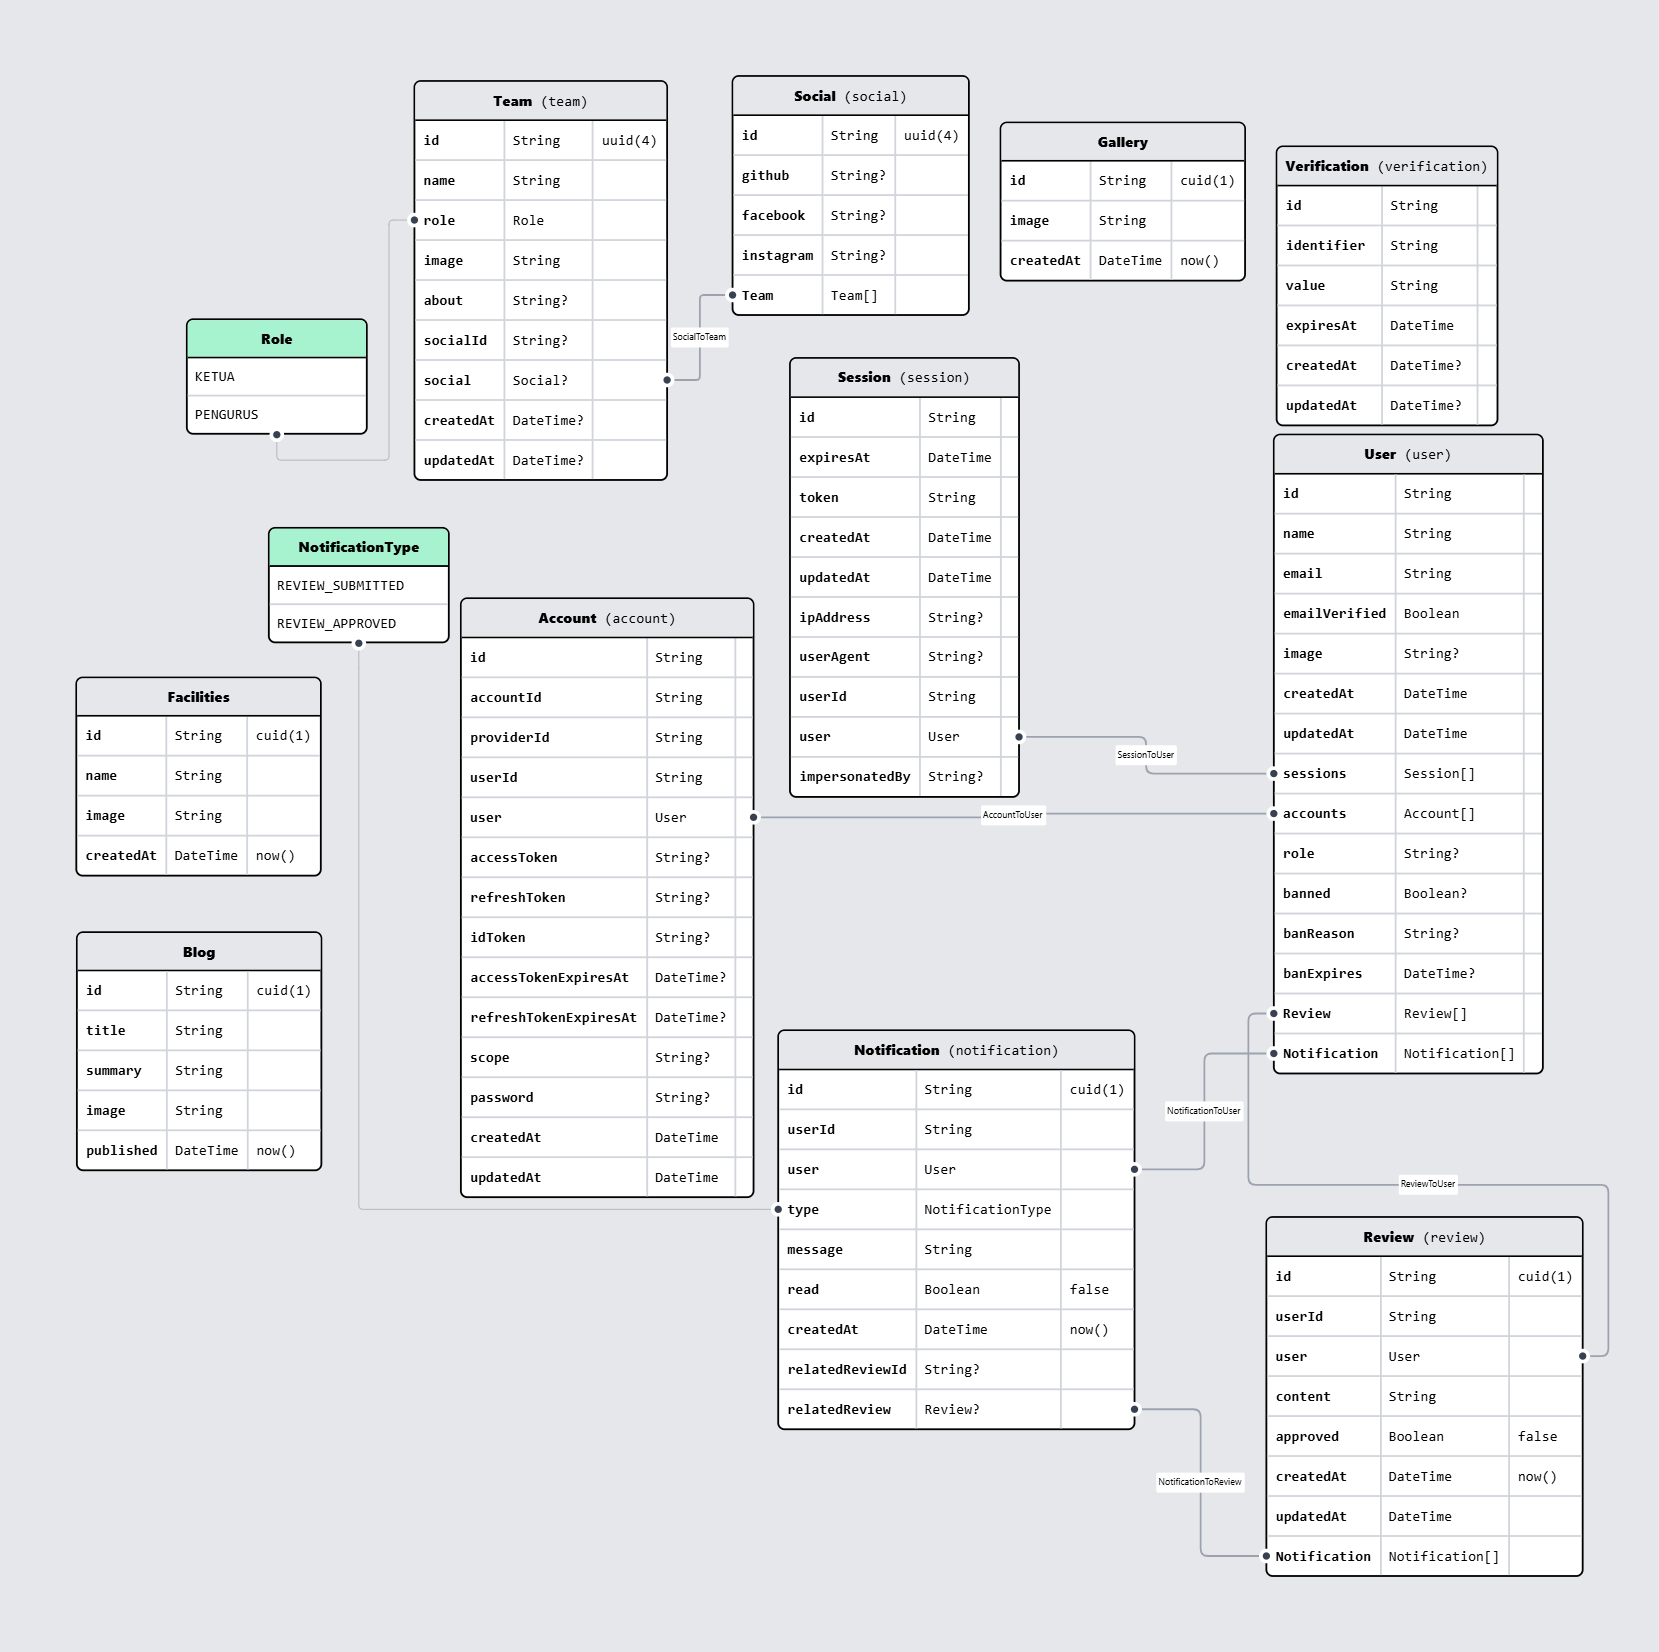 Team (team)
id String uuid(4)
name String
role Role
image String
about String?
socialId String?
social Social?
createdAt DateTime?
updatedAt DateTime?
Social (social)
id String uuid(4)
github String?
facebook String?
instagram String?
Team Team[]
SocialToTeam
Gallery
id String cuid(1)
image String
createdAt DateTime now()
Verification (verification)
id String
identifier String
value String
expiresAt DateTime
createdAt DateTime?
updatedAt DateTime?
Role
KETUA
PENGURUS
Session (session)
id String
expiresAt DateTime
token String
createdAt DateTime
updatedAt DateTime
ipAddress String?
userAgent String?
userId String
user User
impersonatedBy String?
SessionToUser
User (user)
id String
name String
email String
emailVerified Boolean
image String?
createdAt DateTime
updatedAt DateTime
sessions Session[]
accounts Account[]
role String?
banned Boolean?
banReason String?
banExpires DateTime?
Review Review[]
Notification Notification[]
NotificationType
REVIEW_SUBMITTED
REVIEW_APPROVED
Account (account)
id String
accountId String
providerId String
userId String
user User
accessToken String?
refreshToken String?
idToken String?
accessTokenExpiresAt DateTime?
refreshTokenExpiresAt DateTime?
scope String?
password String?
createdAt DateTime
updatedAt DateTime
AccountToUser
Facilities
id String cuid(1)
name String
image String
createdAt DateTime now()
Blog
id String cuid(1)
title String
summary String
image String
published DateTime now()
Notification (notification)
id String cuid(1)
userId String
user User
type NotificationType
message String
read Boolean false
createdAt DateTime now()
relatedReviewId String?
relatedReview Review?
NotificationToUser
ReviewToUser
Review (review)
id String cuid(1)
userId String
user User
content String
approved Boolean false
createdAt DateTime now()
updatedAt DateTime
Notification Notification[]
NotificationToReview